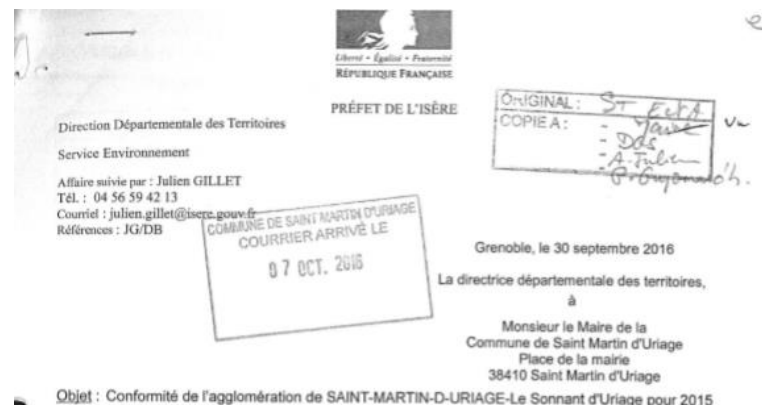 Liberté • Égalité • Fraternité
RÉPUBLIQUE FRANÇAISE
PRÉFET DE L'ISÈRE
ORIGINAL : ST
COPIE A :
- Maire
- DGS
- A. Julien
Direction Départementale des Territoires
Service Environnement
Affaire suivie par : Julien GILLET
Tél. : 04 56 59 42 13
Courriel : julien.gillet@isere.gouv.fr
Références : JG/DB
COMMUNE DE SAINT MARTIN D'URIAGE
COURRIER ARRIVÉ LE
07 OCT. 2016
Grenoble, le 30 septembre 2016
La directrice départementale des territoires,
à
Monsieur le Maire de la
Commune de Saint Martin d'Uriage
Place de la mairie
38410 Saint Martin d'Uriage
Objet : Conformité de l'agglomération de SAINT-MARTIN-D-URIAGE-Le Sonnant d'Uriage pour 2015